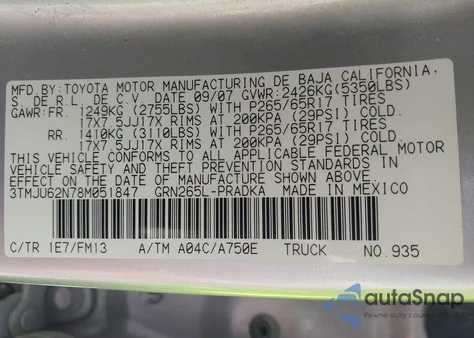 MFD.BY:TOYOTA MOTOR MANUFACTURING DE BAJA CALIFORNIA,
S. DE R.L. DE C.V. DATE 09/07 GVWR:2426KG(5350LBS)
GAWR:FR. 1249KG (2755LBS) WITH P265/65R17 TIRES
17X7.5JJ17X RIMS AT 200KPA (29PSI) COLD.
RR. 1410KG (3110LBS) WITH P265/65R17 TIRES
17X7.5JJ17X RIMS AT 200KPA (29PSI) COLD.
THIS VEHICLE CONFORMS TO ALL APPLICABLE FEDERAL MOTOR
VEHICLE SAFETY AND THEFT PREVENTION STANDARDS IN
EFFECT ON THE DATE OF MANUFACTURE SHOWN ABOVE.
3TMJU62N78M051847 GRN265L-PRADKA MADE IN MEXICO
C/TR 1E7/FM13 A/TM A04C/A750E TRUCK NO.935
autoSnap
Pewne auto z aukcji